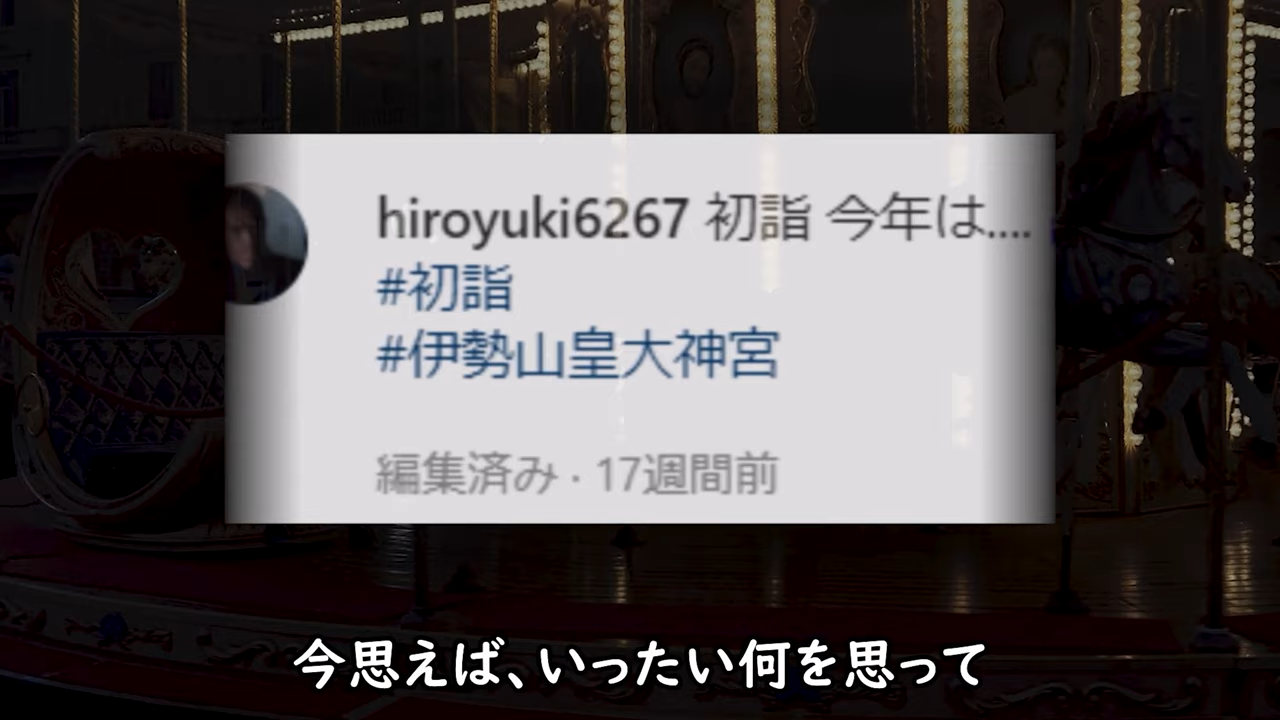 hiroyuki6267 初詣 今年は....
#初詣
#伊勢山皇大神宮
編集済み・17週間前
今思えば、いったい何を思って